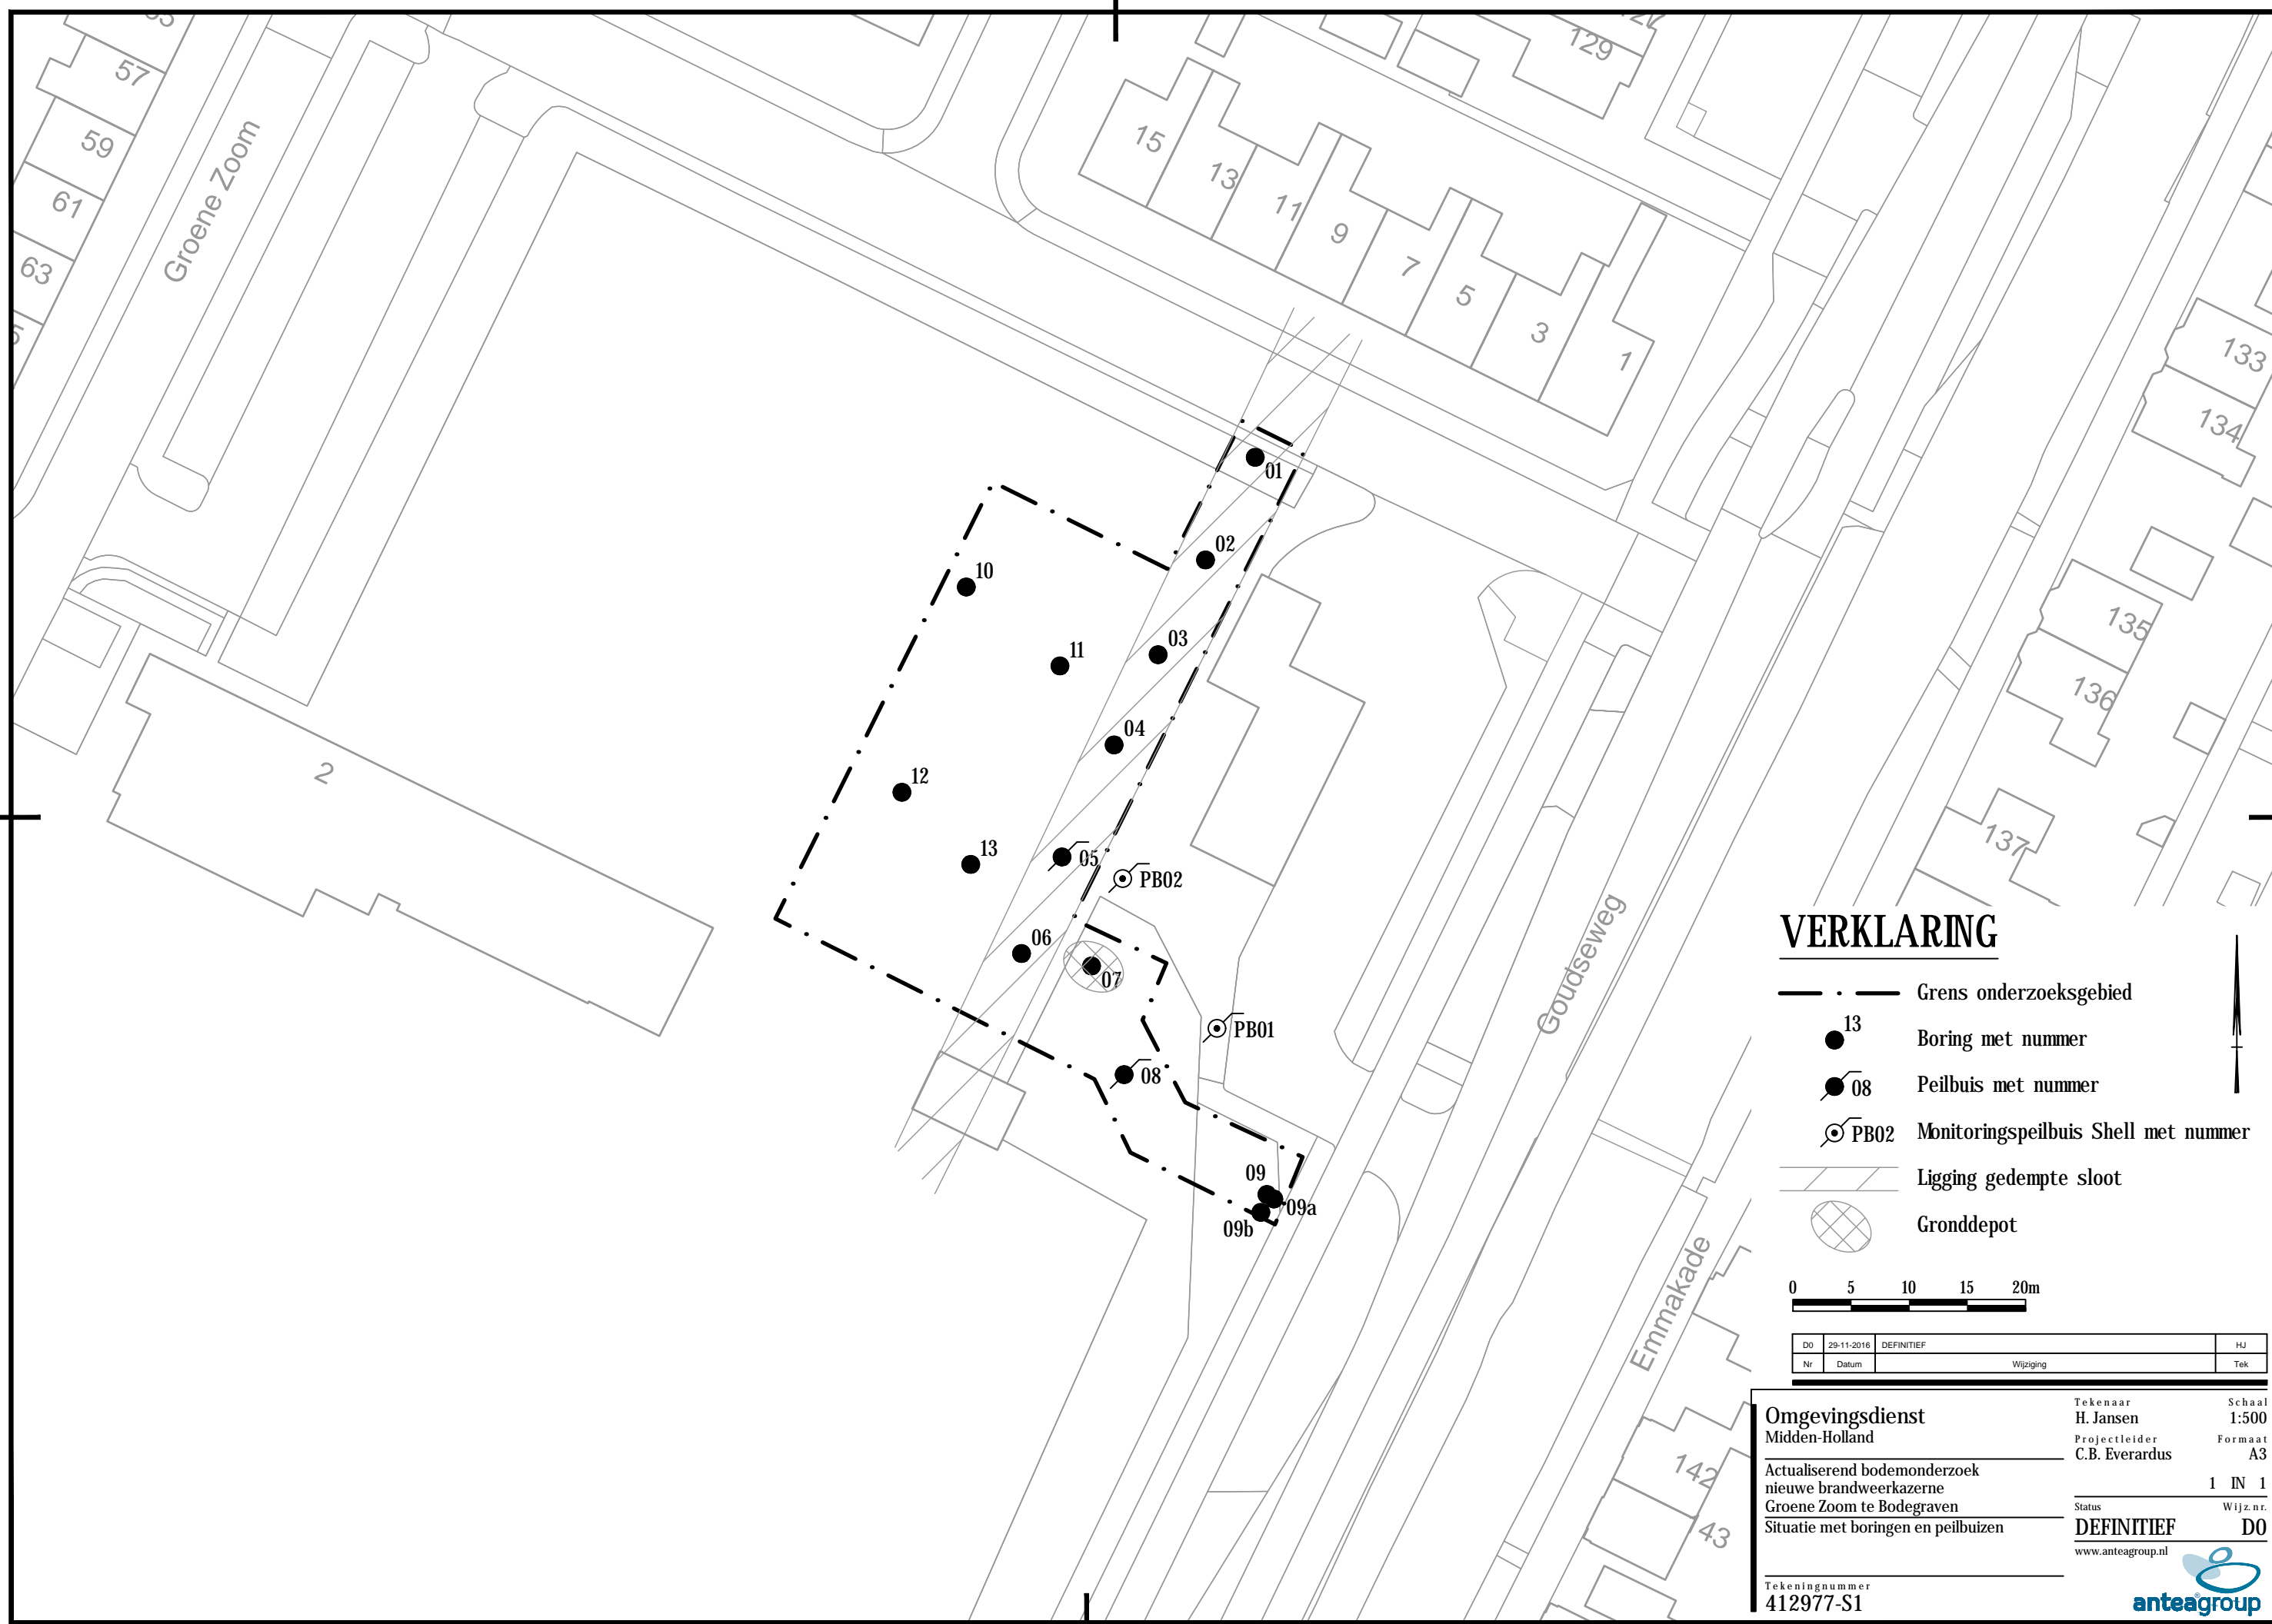 57
59
61
63
Groene Zoom
15
13
11
9
7
5
3
1
129
133
134
135
136
137
142
43
2
Goudseweg
Emmakade
01
02
03
04
05
06
07
08
09
09a
09b
10
11
12
13
PB02
PB01
VERKLARING
Grens onderzoeksgebied
13 Boring met nummer
08 Peilbuis met nummer
PB02 Monitoringspeilbuis Shell met nummer
Ligging gedempte sloot
Gronddepot
0 5 10 15 20m
D0 29-11-2016 DEFINITIEF HJ
Nr Datum Wijziging Tek
Omgevingsdienst
Midden-Holland
Actualiserend bodemonderzoek
nieuwe brandweerkazerne
Groene Zoom te Bodegraven
Situatie met boringen en peilbuizen
Tekeningnummer
412977-S1
Tekenaar Schaal
H. Jansen 1:500
Projectleider Formaat
C.B. Everardus A3
1 IN 1
Status Wijz.nr.
DEFINITIEF D0
www.anteagroup.nl
anteagroup